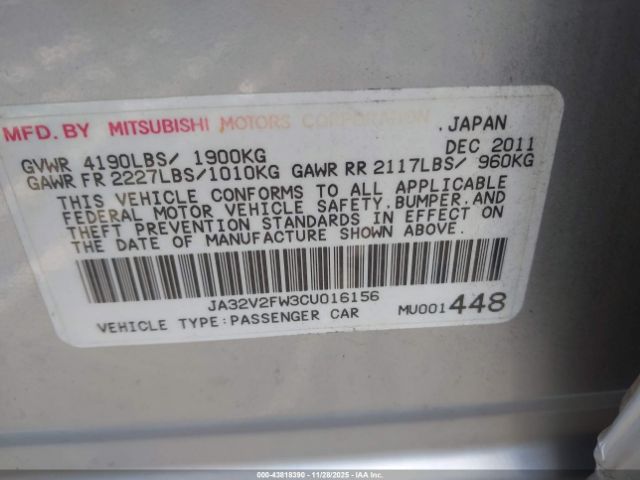 MFD.BY MITSUBISHI MOTORS CORPORATION, JAPAN
GVWR 4190LBS/ 1900KG DEC 2011
GAWR FR 2227LBS/1010KG GAWR RR 2117LBS/ 960KG
THIS VEHICLE CONFORMS TO ALL APPLICABLE
FEDERAL MOTOR VEHICLE SAFETY,BUMPER,AND
THEFT PREVENTION STANDARDS IN EFFECT ON
THE DATE OF MANUFACTURE SHOWN ABOVE.
JA32V2FW3CU016156
VEHICLE TYPE:PASSENGER CAR MU001448
000-43818390 - 11/28/2025 - IAAI.COM